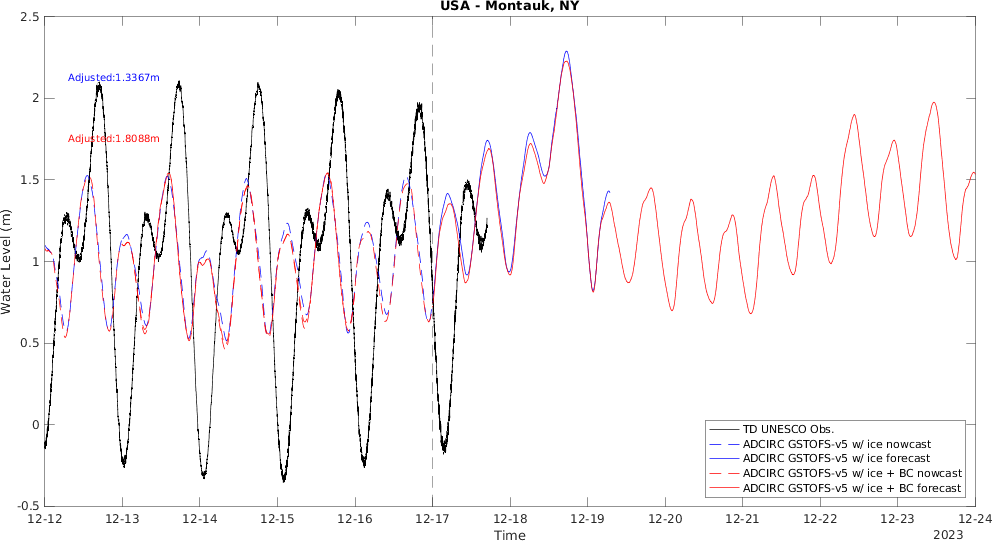 USA - Montauk, NY
2.5
2
1.5
1
0.5
0
-0.5
Water Level (m)
Adjusted:1.3367m
Adjusted:1.8088m
TD UNESCO Obs.
ADCIRC GSTOFS-v5 w/ ice nowcast
ADCIRC GSTOFS-v5 w/ ice forecast
ADCIRC GSTOFS-v5 w/ ice + BC nowcast
ADCIRC GSTOFS-v5 w/ ice + BC forecast
12-12 12-13 12-14 12-15 12-16 12-17 12-18 12-19 12-20 12-21 12-22 12-23 12-24
Time
2023